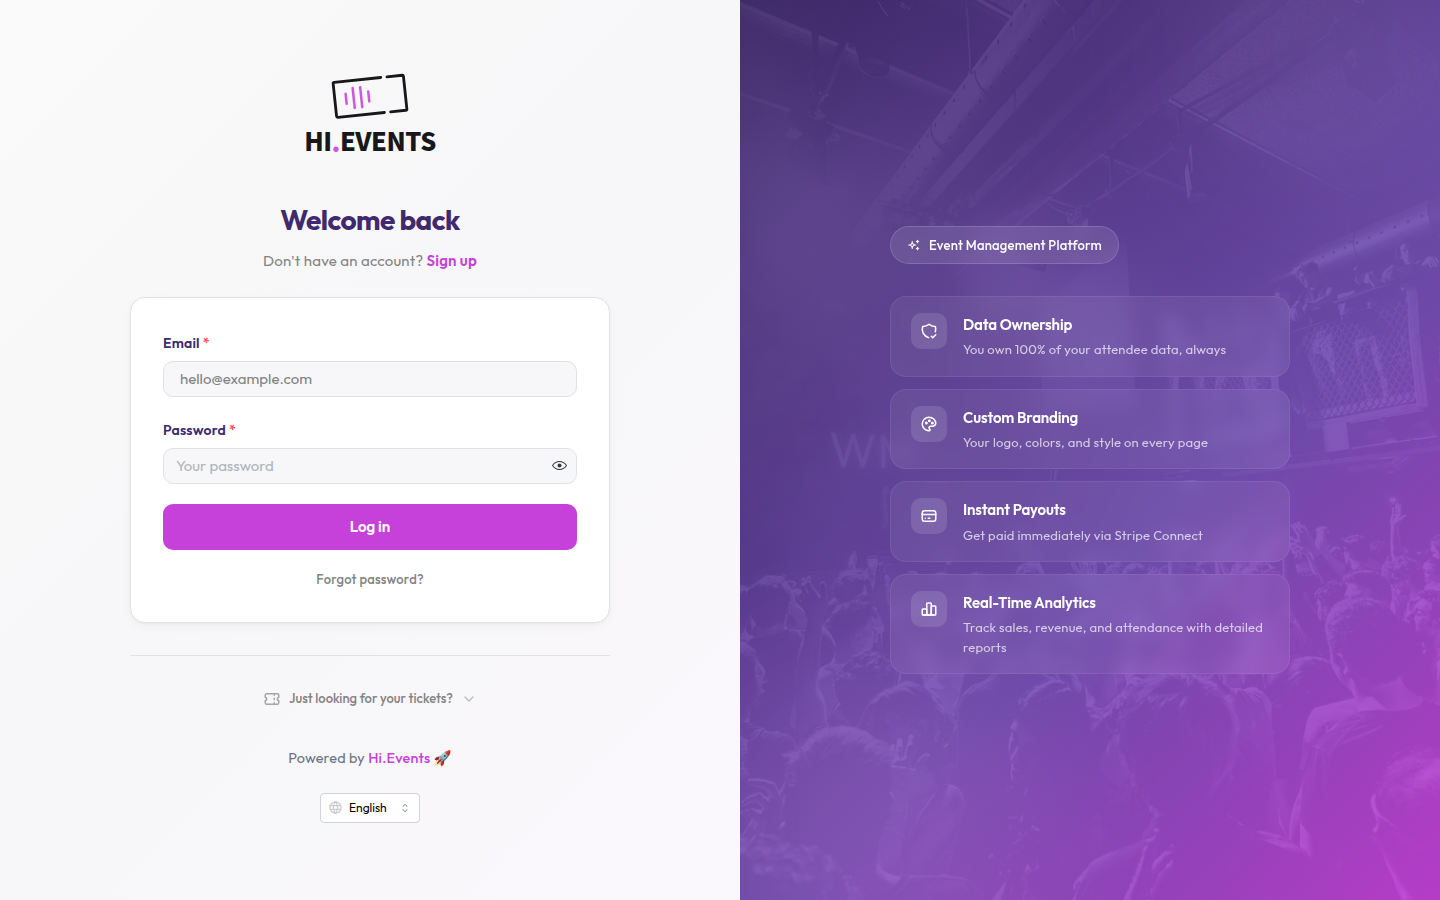 HI.EVENTS
Welcome back
Don't have an account? Sign up
Email *
hello@example.com
Password *
Your password
Log in
Forgot password?
Just looking for your tickets?
Powered by Hi.Events 🚀
English
Event Management Platform
Data Ownership
You own 100% of your attendee data, always
Custom Branding
Your logo, colors, and style on every page
Instant Payouts
Get paid immediately via Stripe Connect
Real-Time Analytics
Track sales, revenue, and attendance with detailed
reports